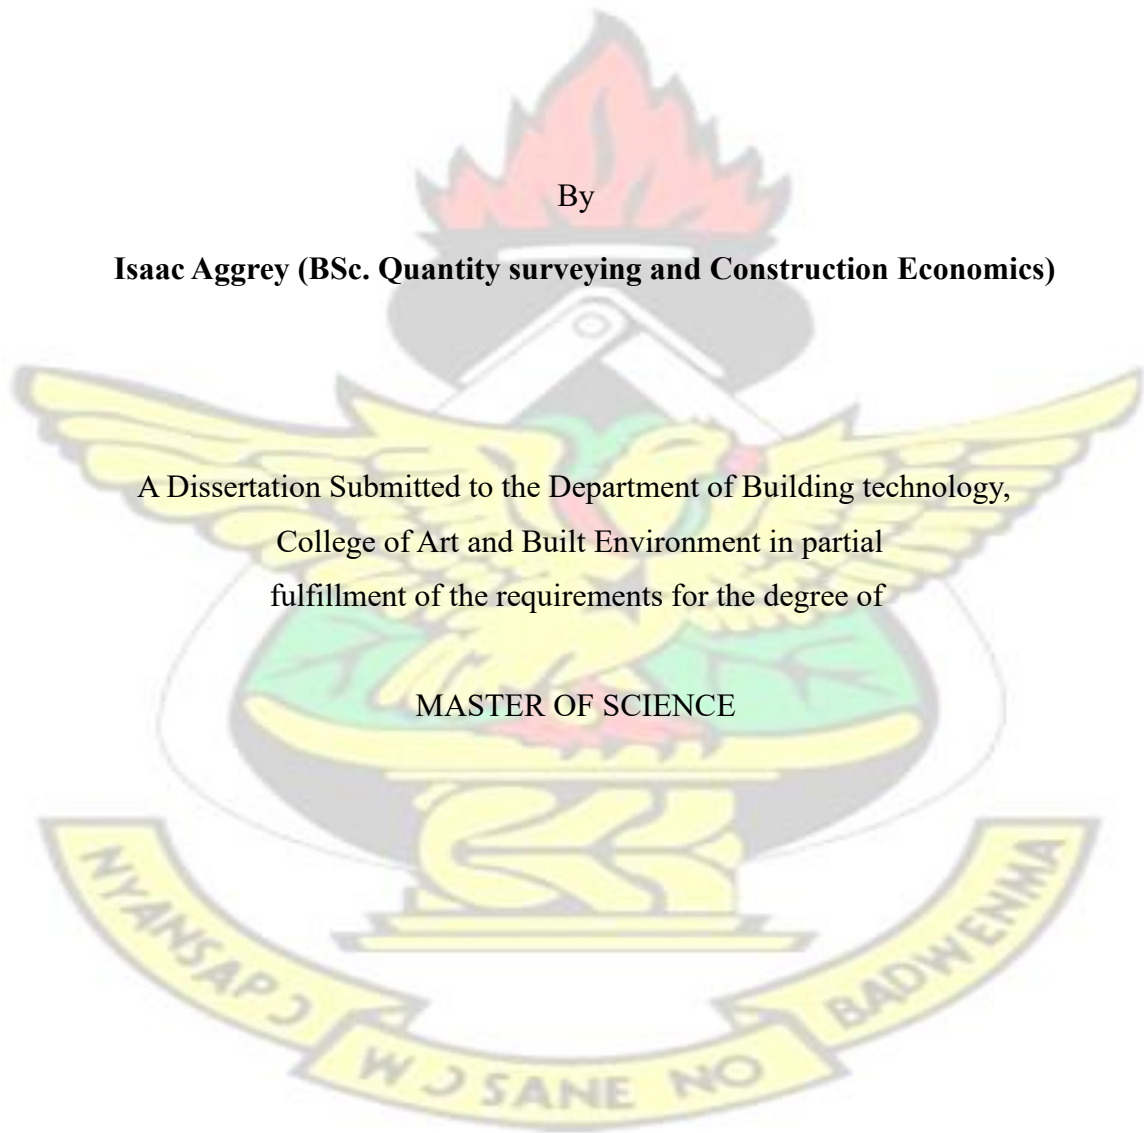 By
Isaac Aggrey (BSc. Quantity surveying and Construction Economics)
A Dissertation Submitted to the Department of Building technology,
College of Art and Built Environment in partial
fulfillment of the requirements for the degree of
MASTER OF SCIENCE
NYANSAPƆ WƆSANE NO BADWENMA